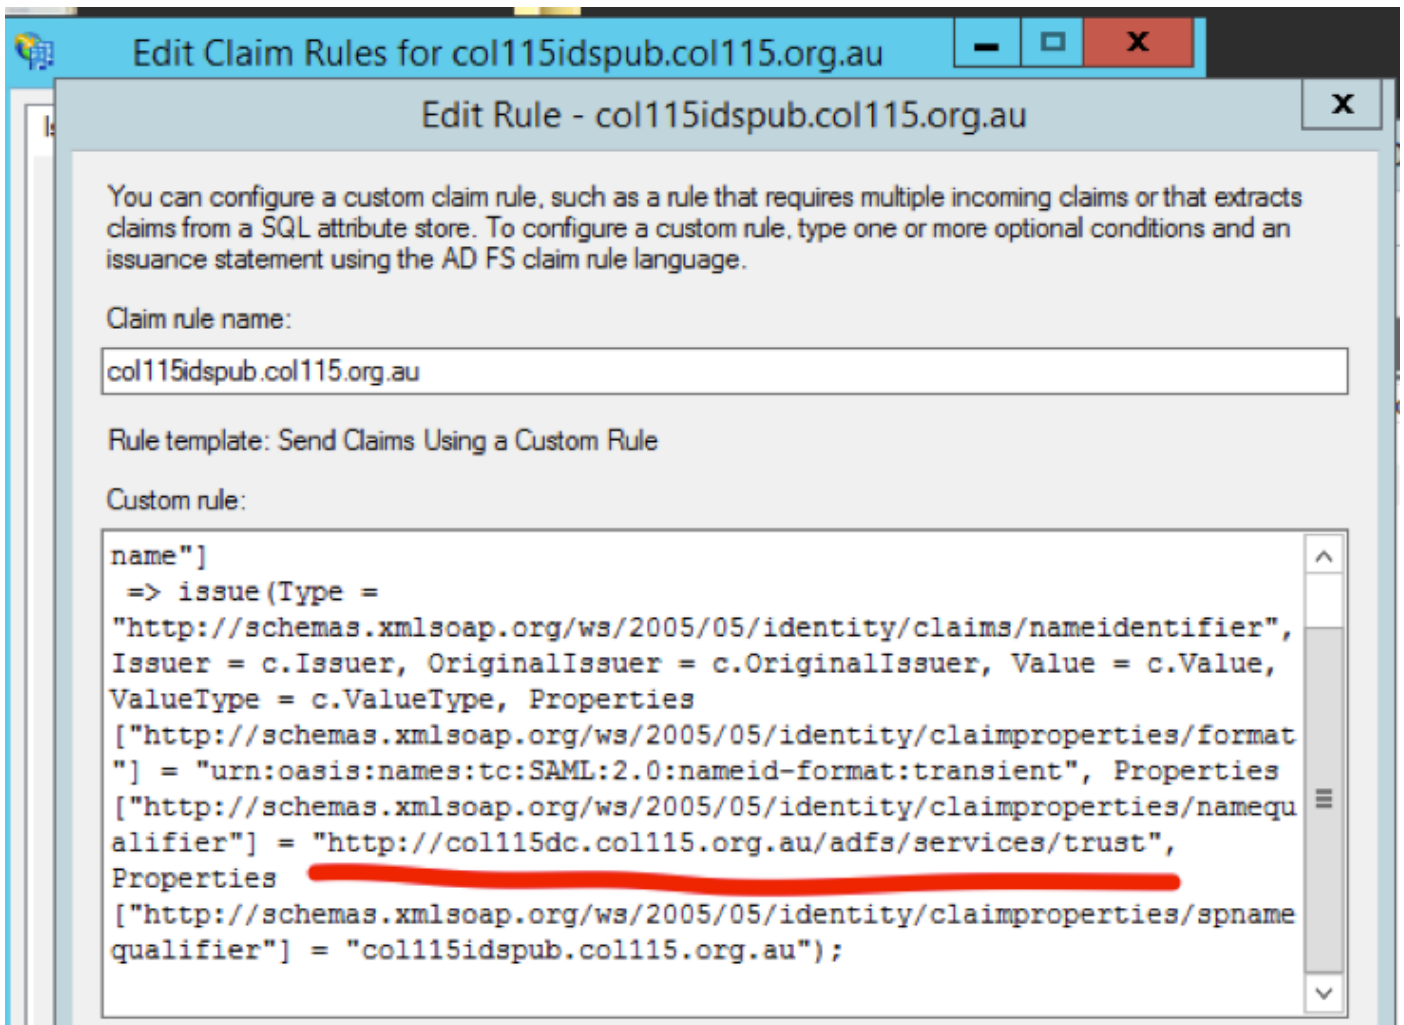 Edit Claim Rules for col115idspub.col115.org.au
Edit Rule - col115idspub.col115.org.au
You can configure a custom claim rule, such as a rule that requires multiple incoming claims or that extracts
claims from a SQL attribute store. To configure a custom rule, type one or more optional conditions and an
issuance statement using the AD FS claim rule language.
Claim rule name:
col115idspub.col115.org.au
Rule template: Send Claims Using a Custom Rule
Custom rule:
name"]
=> issue(Type =
"http://schemas.xmlsoap.org/ws/2005/05/identity/claims/nameidentifier",
Issuer = c.Issuer, OriginalIssuer = c.OriginalIssuer, Value = c.Value,
ValueType = c.ValueType, Properties
["http://schemas.xmlsoap.org/ws/2005/05/identity/claimproperties/format
"] = "urn:oasis:names:tc:SAML:2.0:nameid-format:transient", Properties
["http://schemas.xmlsoap.org/ws/2005/05/identity/claimproperties/namequ
alifier"] = "http://col115dc.col115.org.au/adfs/services/trust",
Properties
["http://schemas.xmlsoap.org/ws/2005/05/identity/claimproperties/spname
qualifier"] = "col115idspub.col115.org.au");